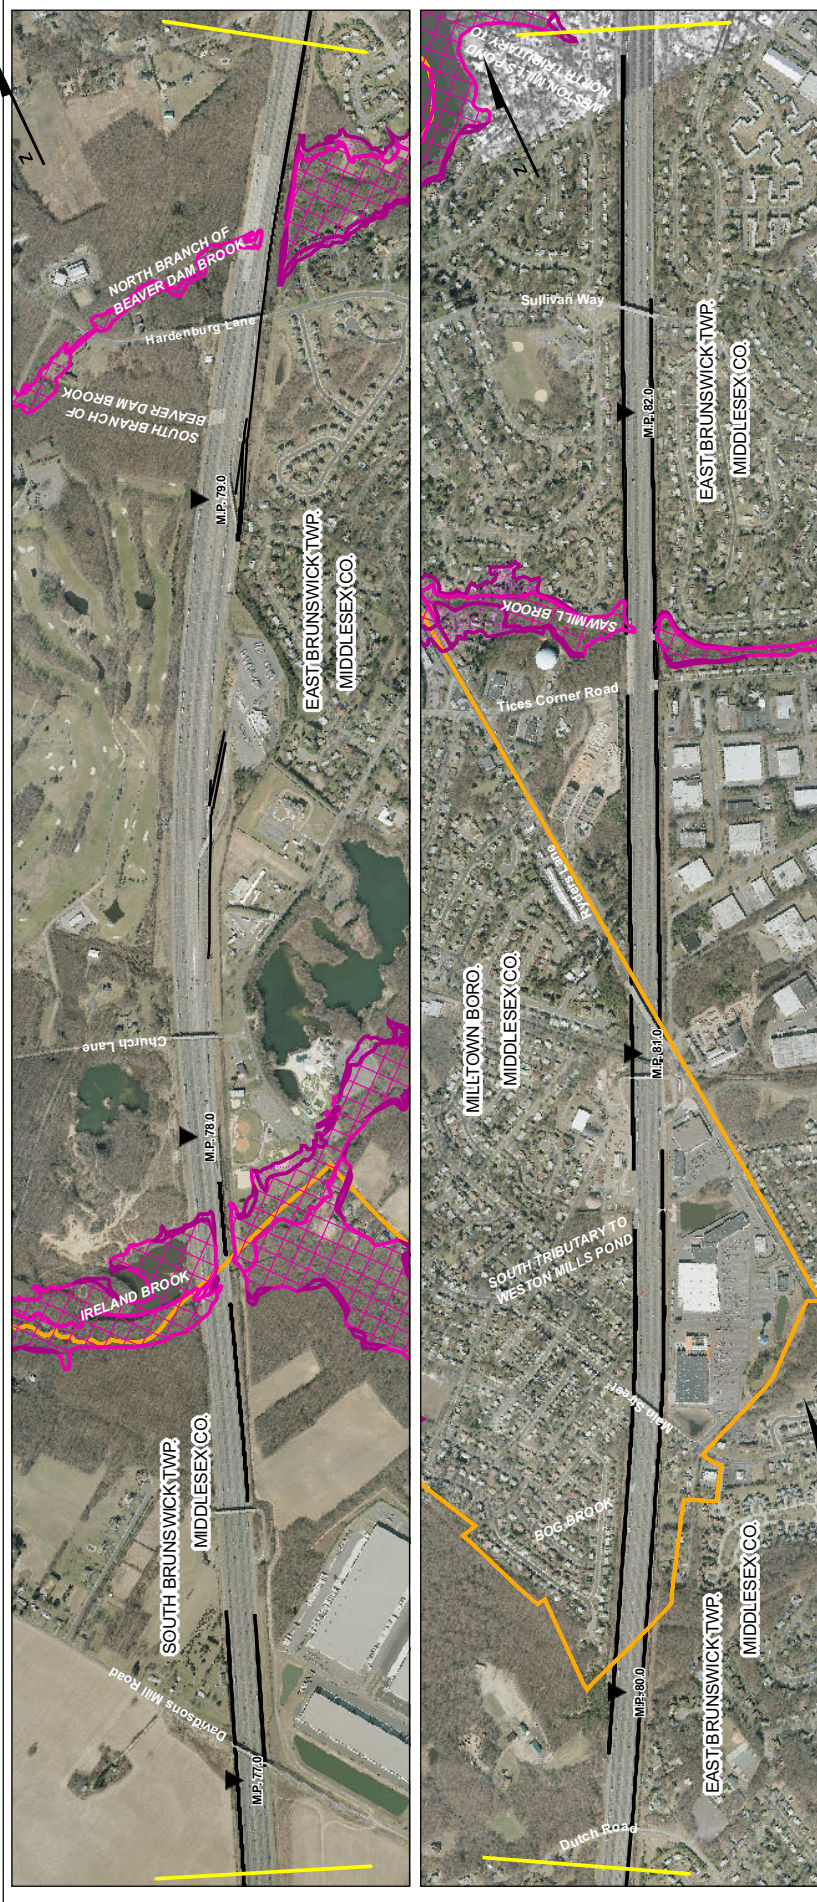 N
NORTH BRANCH OF
BEAVER DAM BROOK
Hardenburg Lane
SOUTH BRANCH OF
BEAVER DAM BROOK
M.P. 79.0
EAST BRUNSWICK TWP.
MIDDLESEX CO.
Church Lane
M.P. 78.0
IRELAND BROOK
SOUTH BRUNSWICK TWP.
MIDDLESEX CO.
Davidsons Mill Road
M.P. 77.0
NORTH TRIBUTARY TO
WESTON MILLS POND
N
Sullivan Way
EAST BRUNSWICK TWP.
MIDDLESEX CO.
M.P. 82.0
SAWMILL BROOK
Tices Corner Road
Ryders Lane
MILLTOWN BORO.
MIDDLESEX CO.
M.P. 81.0
SOUTH TRIBUTARY TO
WESTON MILLS POND
Main Street
BOG BROOK
EAST BRUNSWICK TWP.
MIDDLESEX CO.
M.P. 80.0
Dutch Road